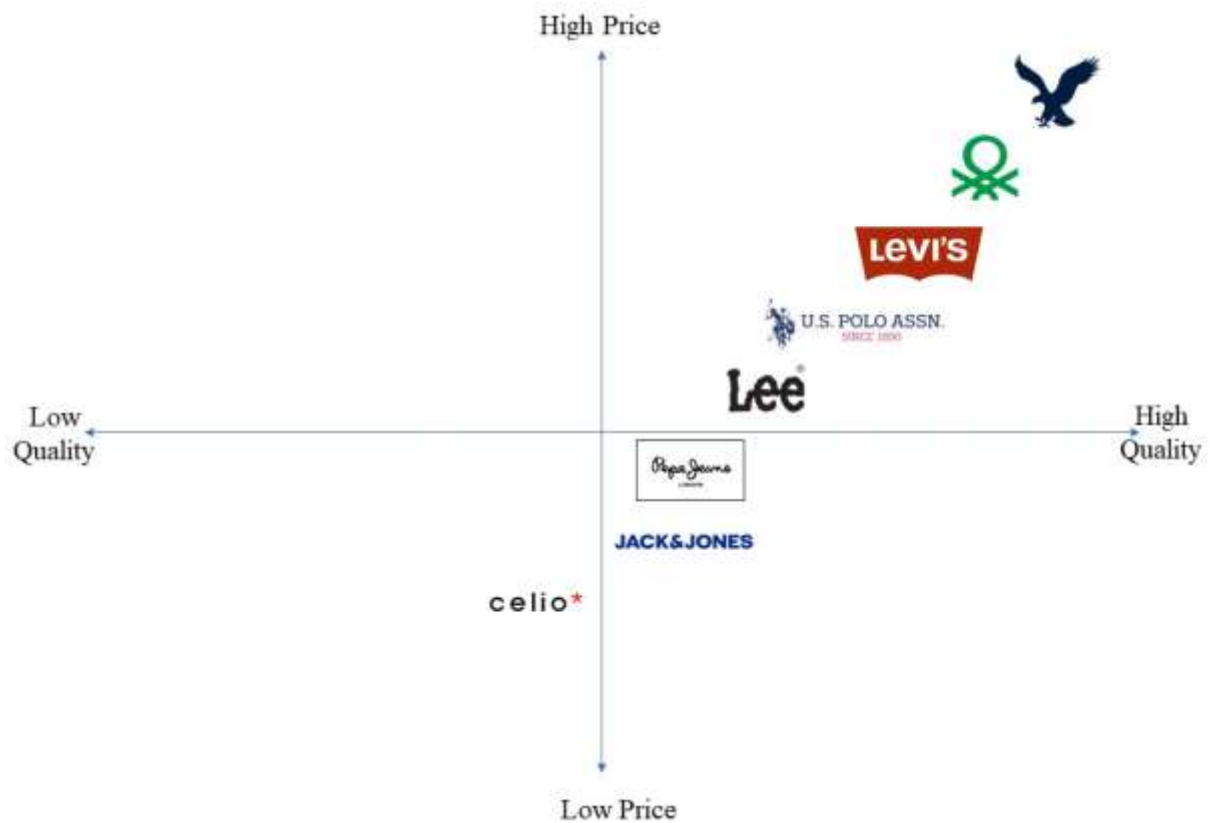 High Price
LEVI'S
U.S. POLO ASSN.
SINCE 1890
Lee®
Low
Quality
High
Quality
Pepe Jeans
LONDON
JACK&JONES
celio*
Low Price